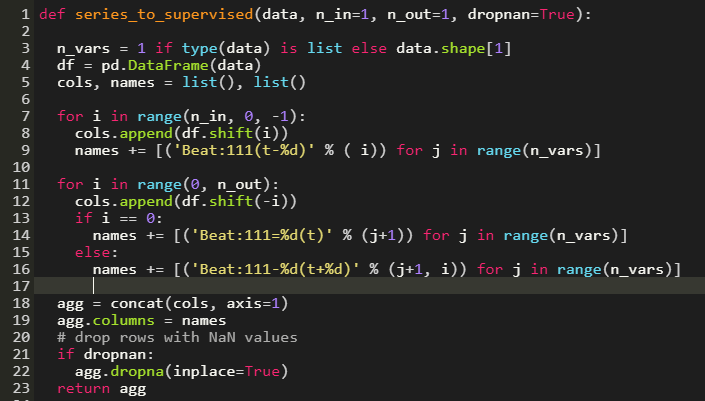 1 def series_to_supervised(data, n_in=1, n_out=1, dropnan=True):
2
3   n_vars = 1 if type(data) is list else data.shape[1]
4   df = pd.DataFrame(data)
5   cols, names = list(), list()
6
7   for i in range(n_in, 0, -1):
8     cols.append(df.shift(i))
9     names += [('Beat:111(t-%d)' % ( i)) for j in range(n_vars)]
10
11   for i in range(0, n_out):
12     cols.append(df.shift(-i))
13     if i == 0:
14       names += [('Beat:111=%d(t)' % (j+1)) for j in range(n_vars)]
15     else:
16       names += [('Beat:111-%d(t+%d)' % (j+1, i)) for j in range(n_vars)]
17
18   agg = concat(cols, axis=1)
19   agg.columns = names
20   # drop rows with NaN values
21   if dropnan:
22     agg.dropna(inplace=True)
23   return agg